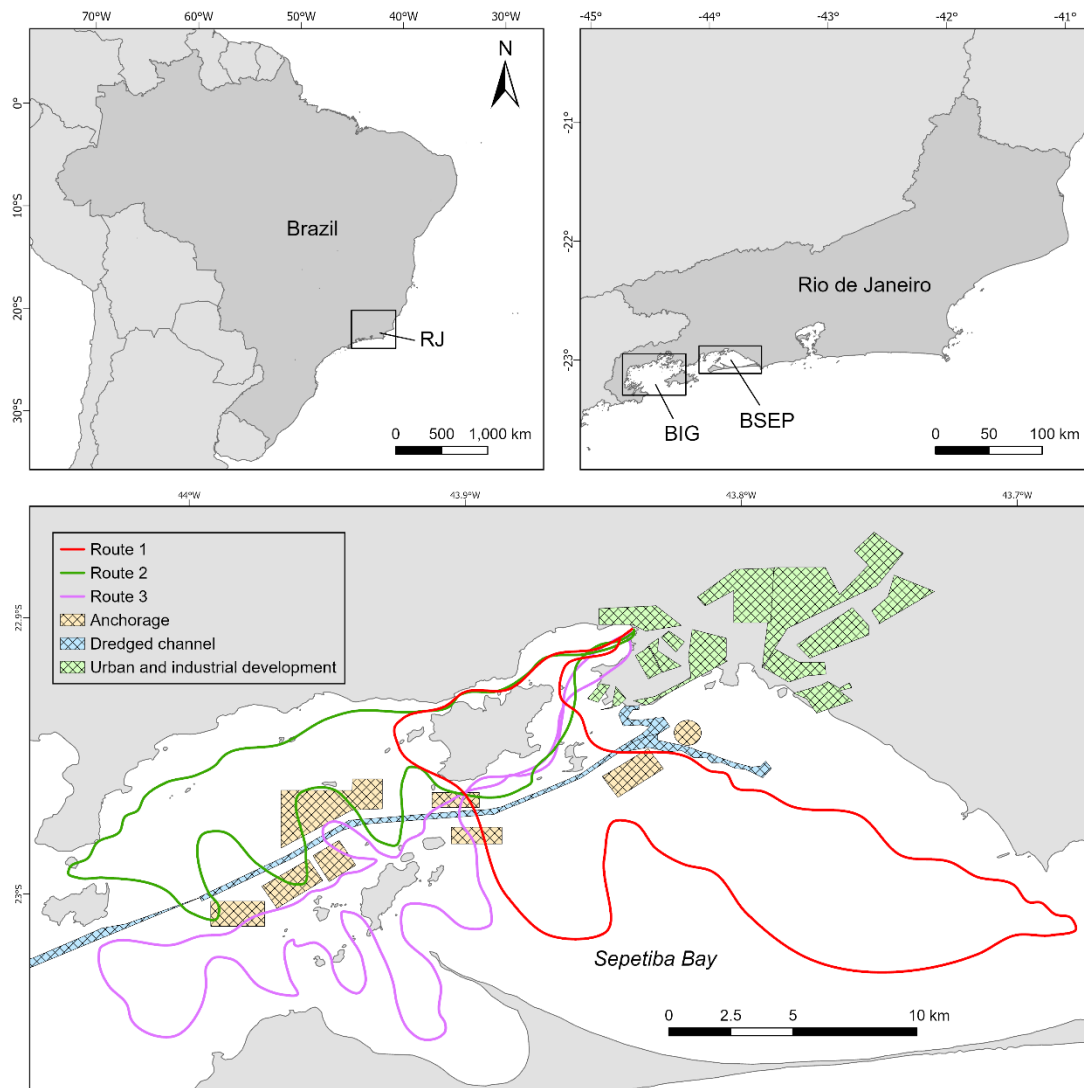 70°W 60°W 50°W 40°W
N
0°
10°S
20°S
30°S
Brazil
RJ
0 500 1,000 km
-45° -44° -43° -42° -41°
-21°
-22°
-23°
Rio de Janeiro
BIG
BSEP
0 50 100 km
44°W 43.9°W 43.8°W 43.7°W
22.9°S
23°S
Route 1
Route 2
Route 3
Anchorage
Dredged channel
Urban and industrial development
Sepetiba Bay
0 2.5 5 10 km